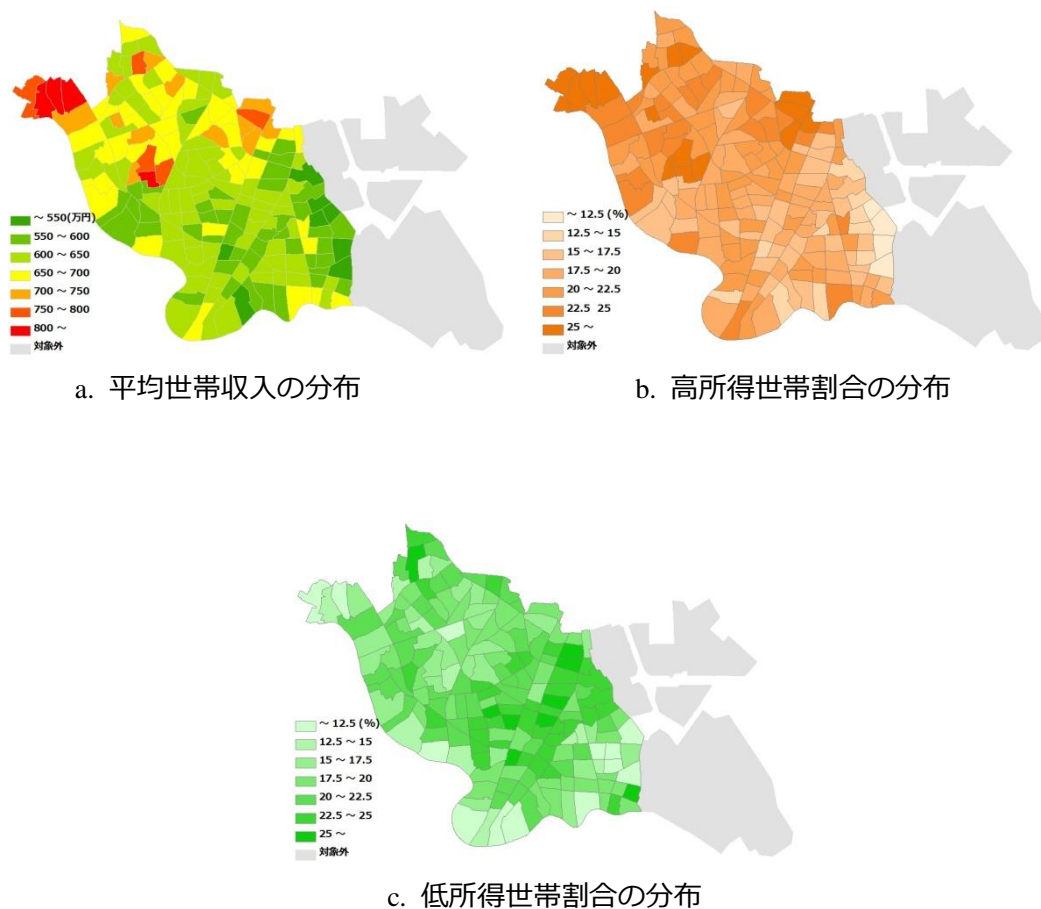 ~ 550(万円)
550 ~ 600
600 ~ 650
650 ~ 700
700 ~ 750
750 ~ 800
800 ~
対象外
a. 平均世帯収入の分布
~ 12.5 (%)
12.5 ~ 15
15 ~ 17.5
17.5 ~ 20
20 ~ 22.5
22.5 25
25 ~
対象外
b. 高所得世帯割合の分布
~ 12.5 (%)
12.5 ~ 15
15 ~ 17.5
17.5 ~ 20
20 ~ 22.5
22.5 ~ 25
25 ~
対象外
c. 低所得世帯割合の分布